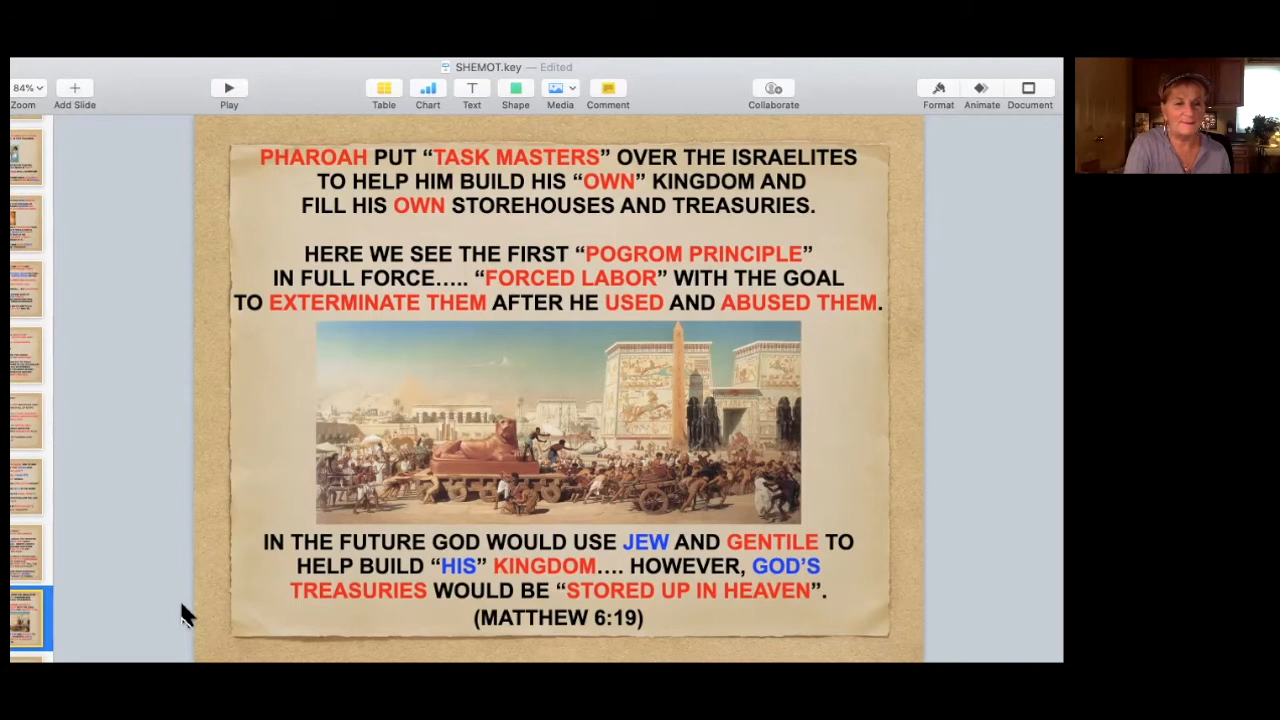 SHEMOT.key — Edited
84%
Zoom
Add Slide
Play
Table
Chart
Text
Shape
Media
Comment
Collaborate
Format
Animate
Document
PHAROAH PUT “TASK MASTERS” OVER THE ISRAELITES
TO HELP HIM BUILD HIS “OWN” KINGDOM AND
FILL HIS OWN STOREHOUSES AND TREASURIES.
HERE WE SEE THE FIRST “POGROM PRINCIPLE”
IN FULL FORCE….. “FORCED LABOR” WITH THE GOAL
TO EXTERMINATE THEM AFTER HE USED AND ABUSED THEM.
IN THE FUTURE GOD WOULD USE JEW AND GENTILE TO
HELP BUILD “HIS” KINGDOM…. HOWEVER, GOD’S
TREASURIES WOULD BE “STORED UP IN HEAVEN”.
(MATTHEW 6:19)